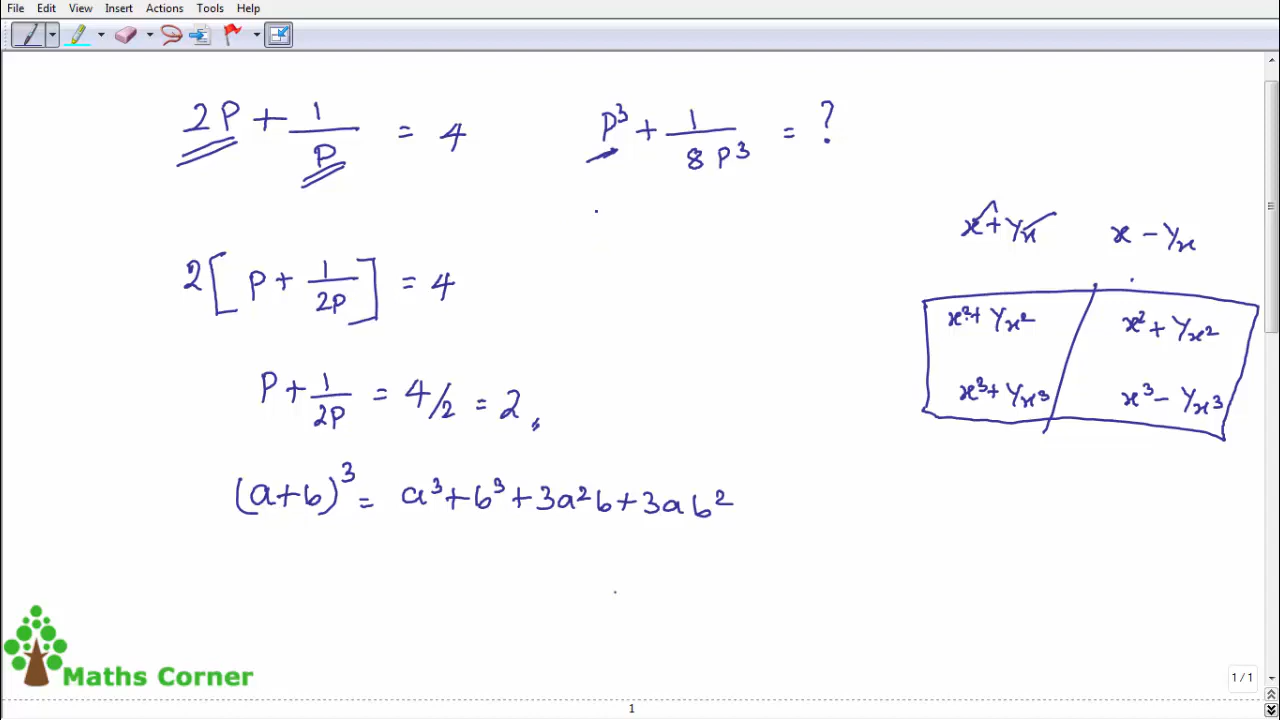 File Edit View Insert Actions Tools Help
2P + 1/P = 4
P³ + 1/8P³ = ?
x + 1/x
x - 1/x
2[P + 1/2P] = 4
x² + 1/x²
x² + 1/x²
x³ + 1/x³
x³ - 1/x³
P + 1/2P = 4/2 = 2,
(a+b)³ = a³ + b³ + 3a²b + 3ab²
Maths Corner
1/1
1